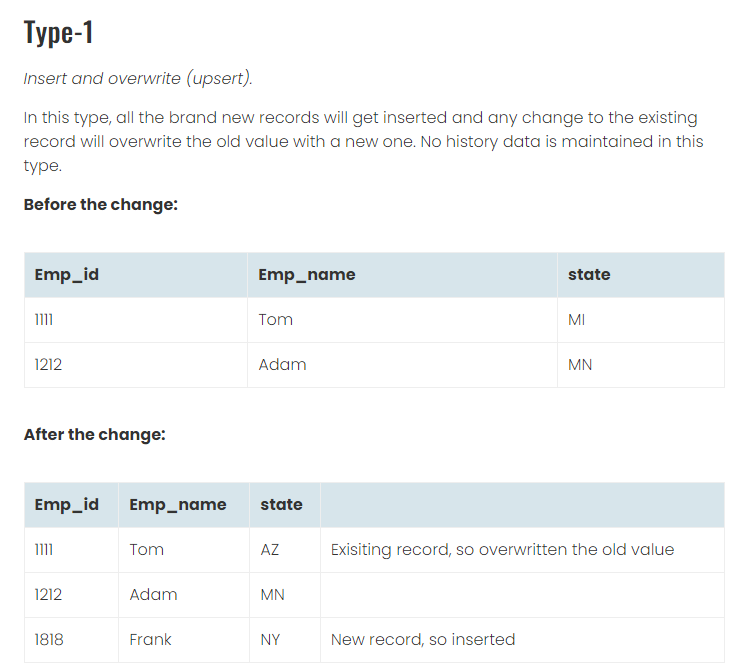 Type-1
Insert and overwrite (upsert).
In this type, all the brand new records will get inserted and any change to the existing
record will overwrite the old value with a new one. No history data is maintained in this
type.
Before the change:
Emp_id Emp_name state
1111 Tom MI
1212 Adam MN
After the change:
Emp_id Emp_name state
1111 Tom AZ Exisiting record, so overwritten the old value
1212 Adam MN
1818 Frank NY New record, so inserted